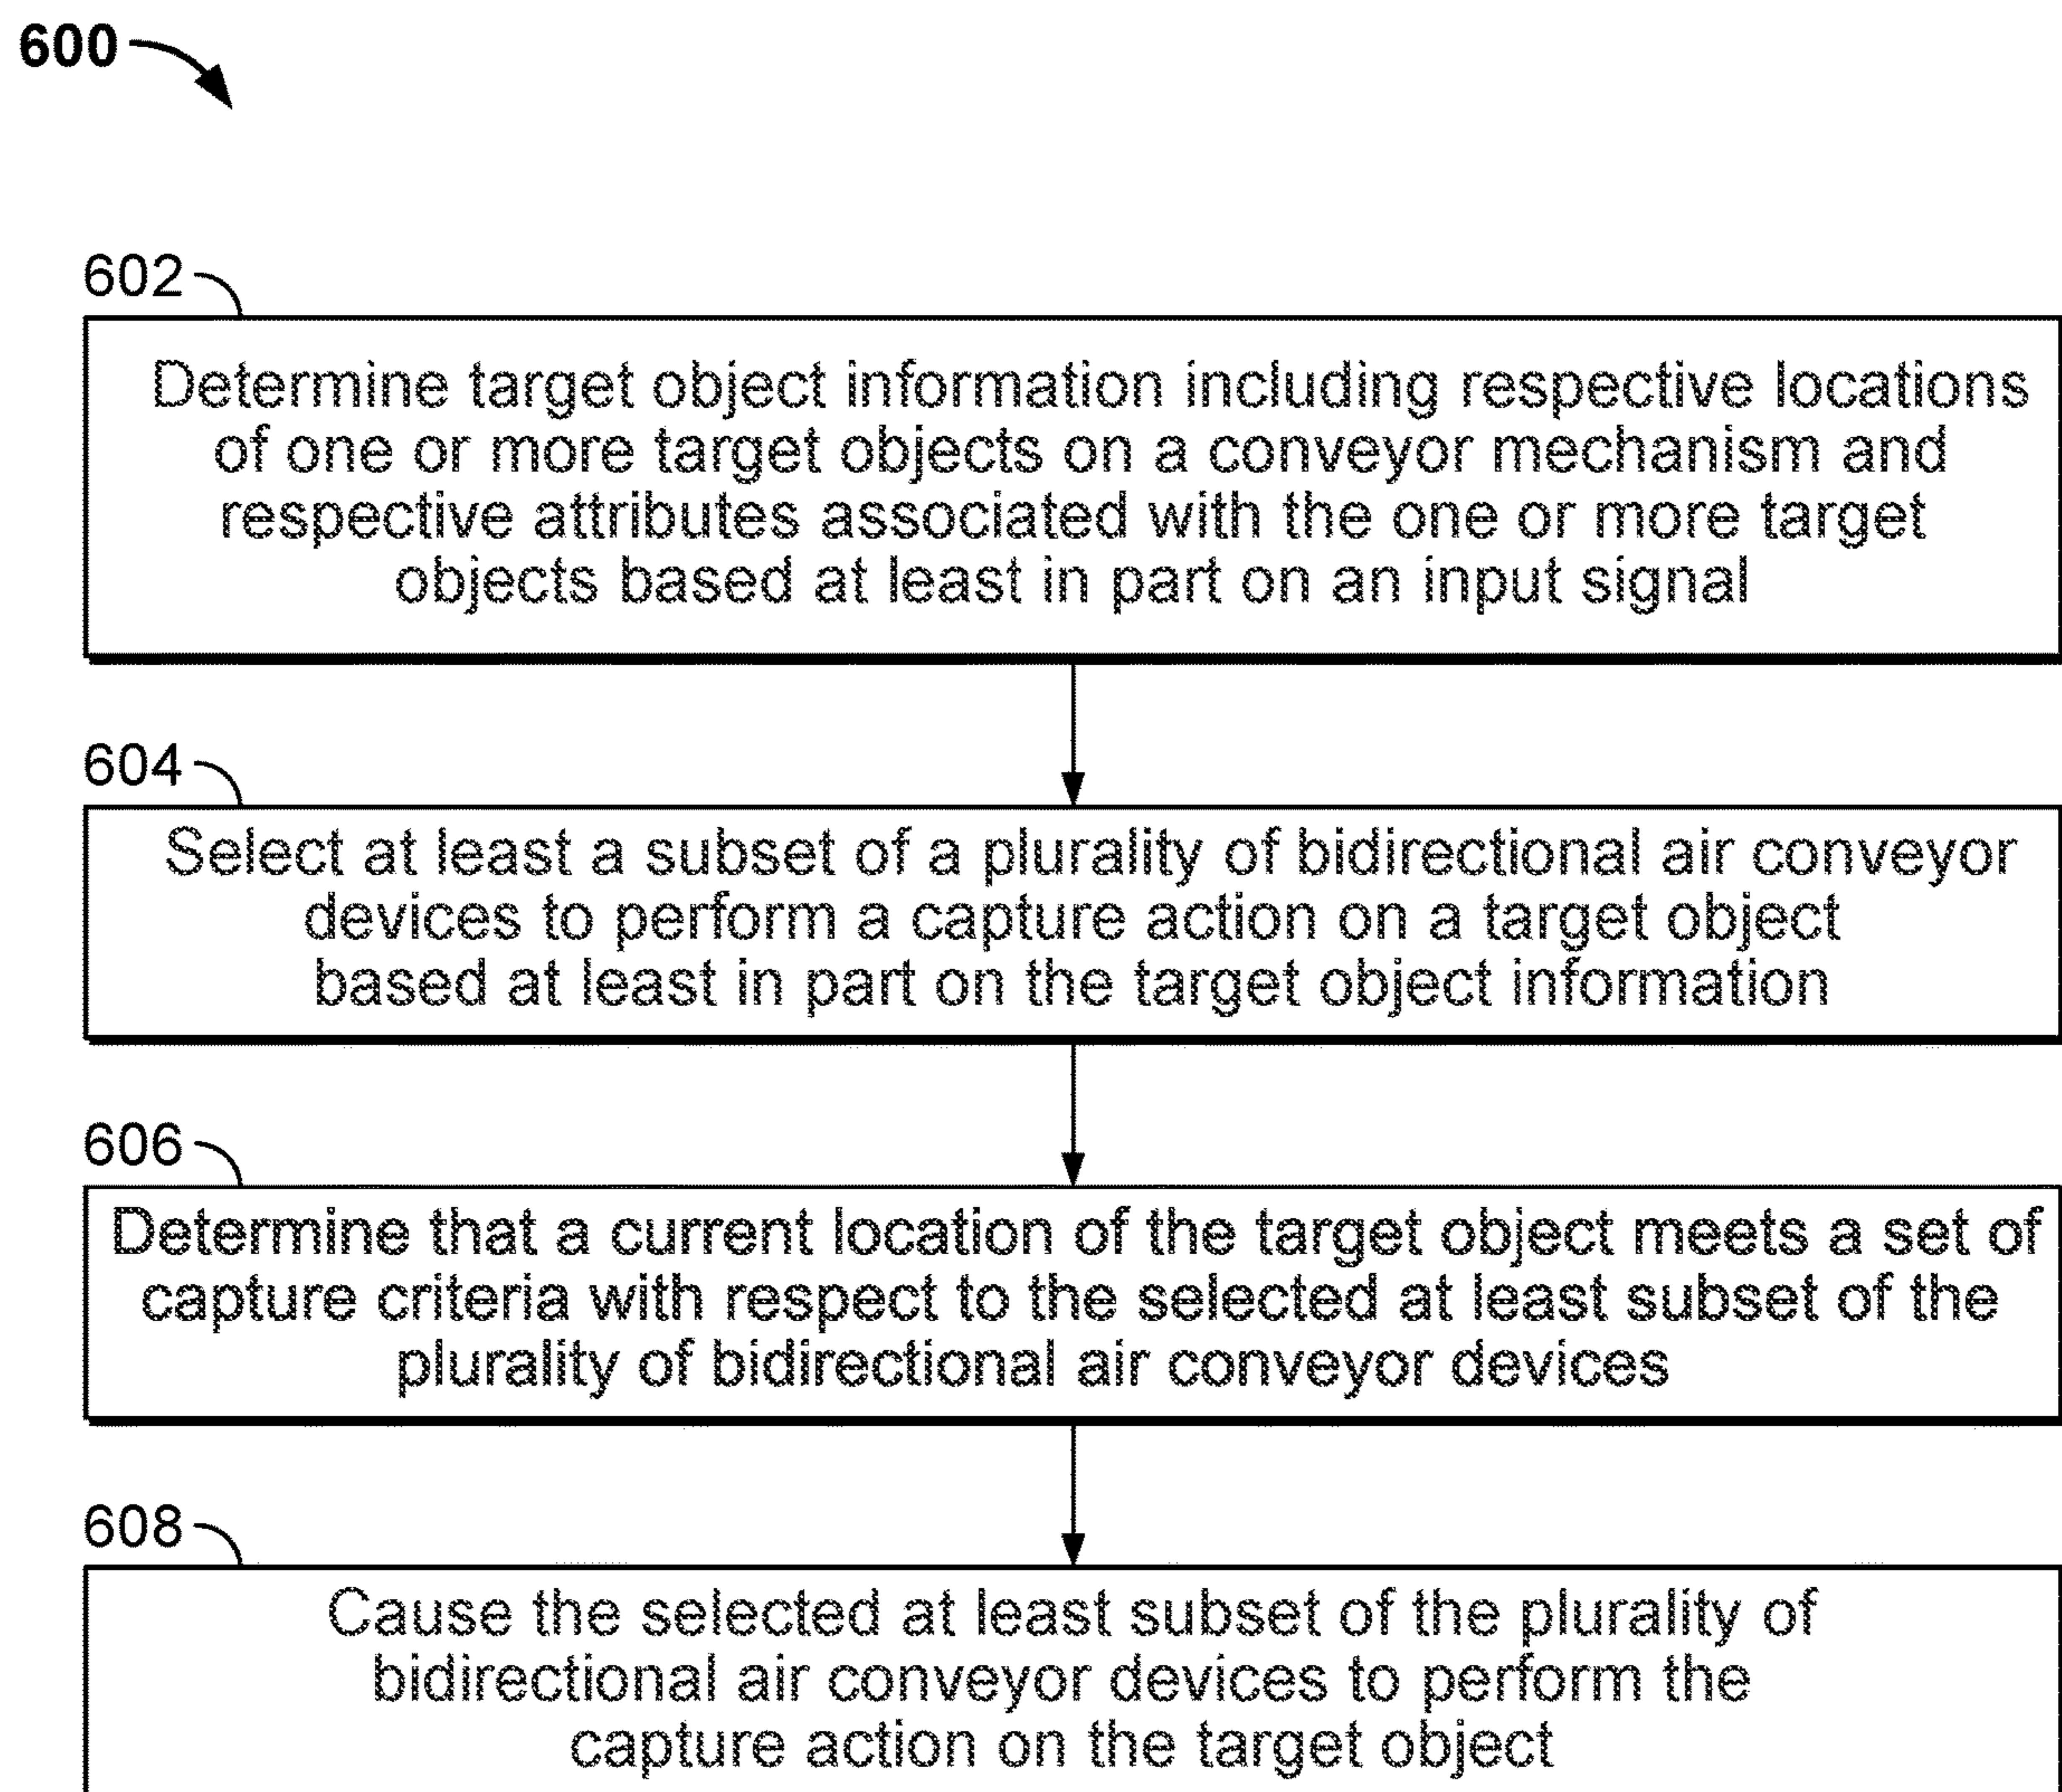 600
602
Determine target object information including respective locations
of one or more target objects on a conveyor mechanism and
respective attributes associated with the one or more target
objects based at least in part on an input signal
604
Select at least a subset of a plurality of bidirectional air conveyor
devices to perform a capture action on a target object
based at least in part on the target object information
606
Determine that a current location of the target object meets a set of
capture criteria with respect to the selected at least subset of the
plurality of bidirectional air conveyor devices
608
Cause the selected at least subset of the plurality of
bidirectional air conveyor devices to perform the
capture action on the target object